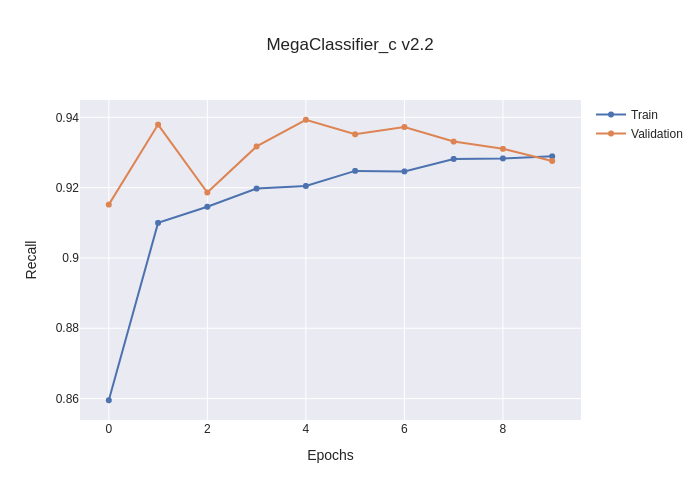 MegaClassifier_c v2.2
Train
Validation
0.94
0.92
0.9
0.88
0.86
Recall
0 2 4 6 8
Epochs